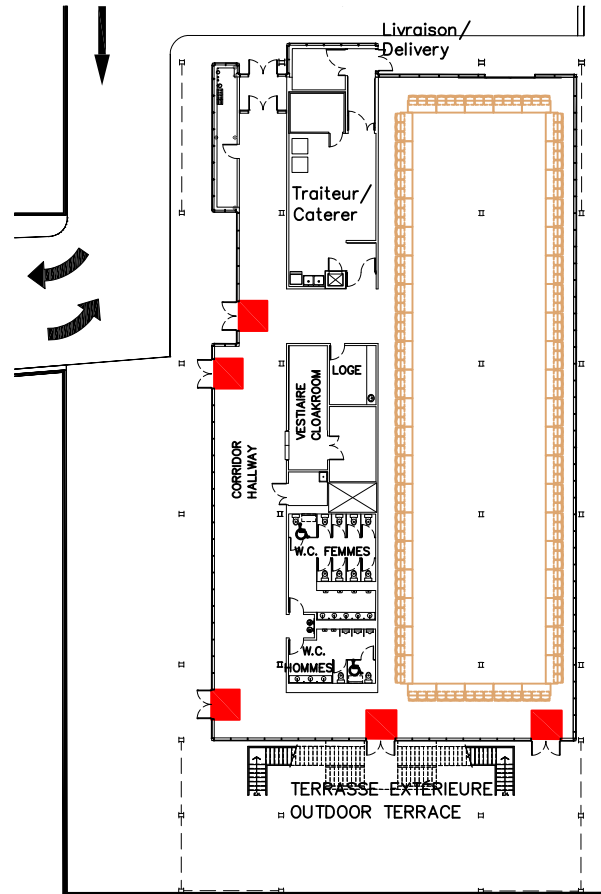 Livraison/
Delivery
Traiteur/
Caterer
LOGE
VESTIAIRE
CLOAKROOM
CORRIDOR
HALLWAY
W.C. FEMMES
W.C.
HOMMES
TERRASSE EXTERIEURE
OUTDOOR TERRACE